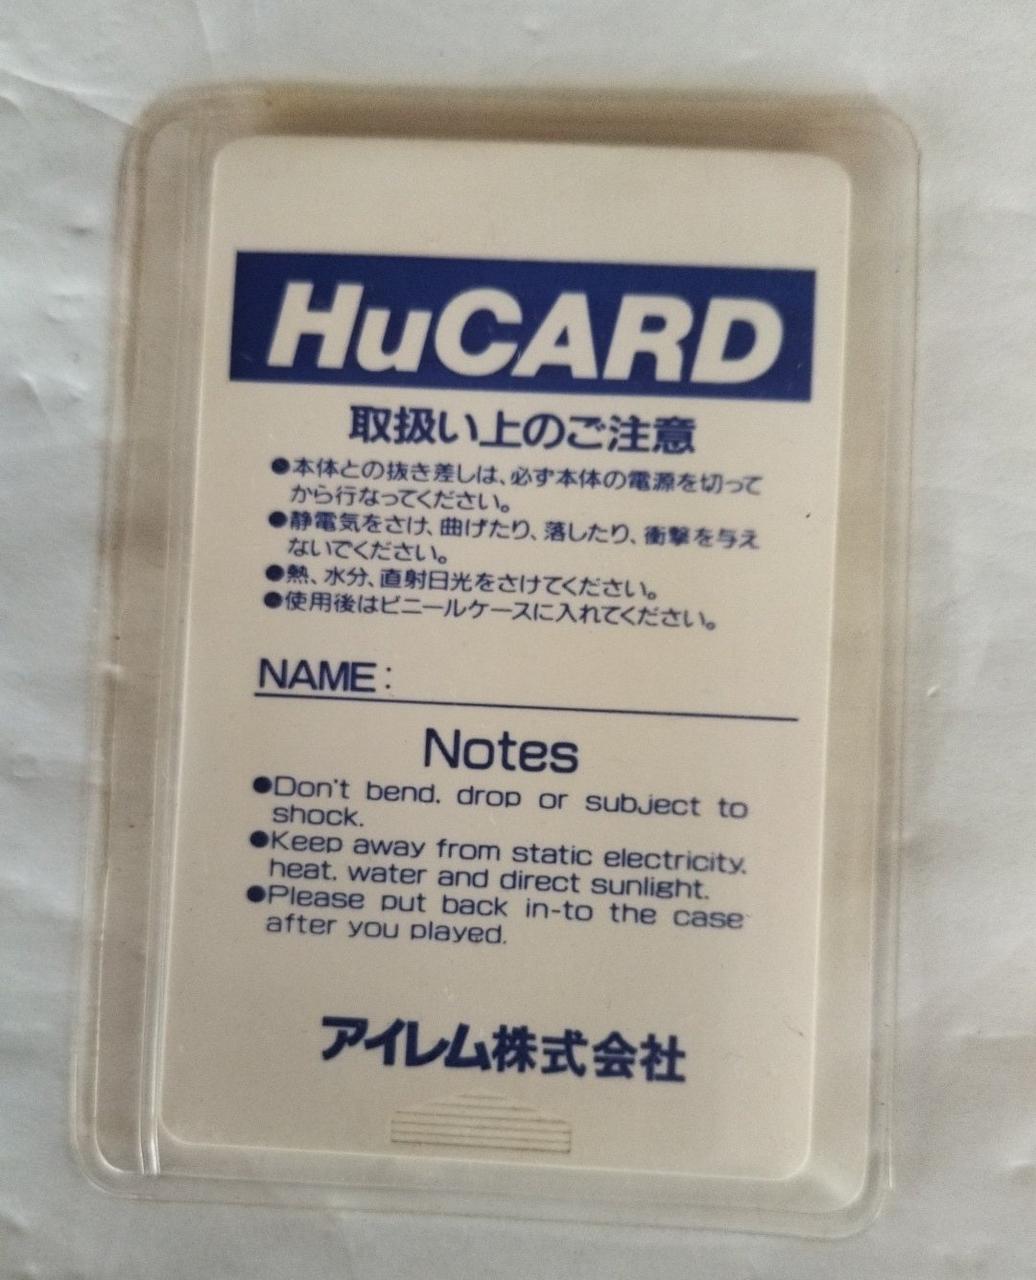 HuCARD
取扱い上のご注意
●本体との抜き差しは、必ず本体の電源を切って
から行なってください。
●静電気をさけ、曲げたり、落したり、衝撃を与え
ないでください。
●熱、水分、直射日光をさけてください。
●使用後はビニールケースに入れてください。
NAME:
Notes
●Don't bend, drop or subject to
shock.
●Keep away from static electricity,
heat, water and direct sunlight.
●Please put back in-to the case
after you played.
アイレム株式会社